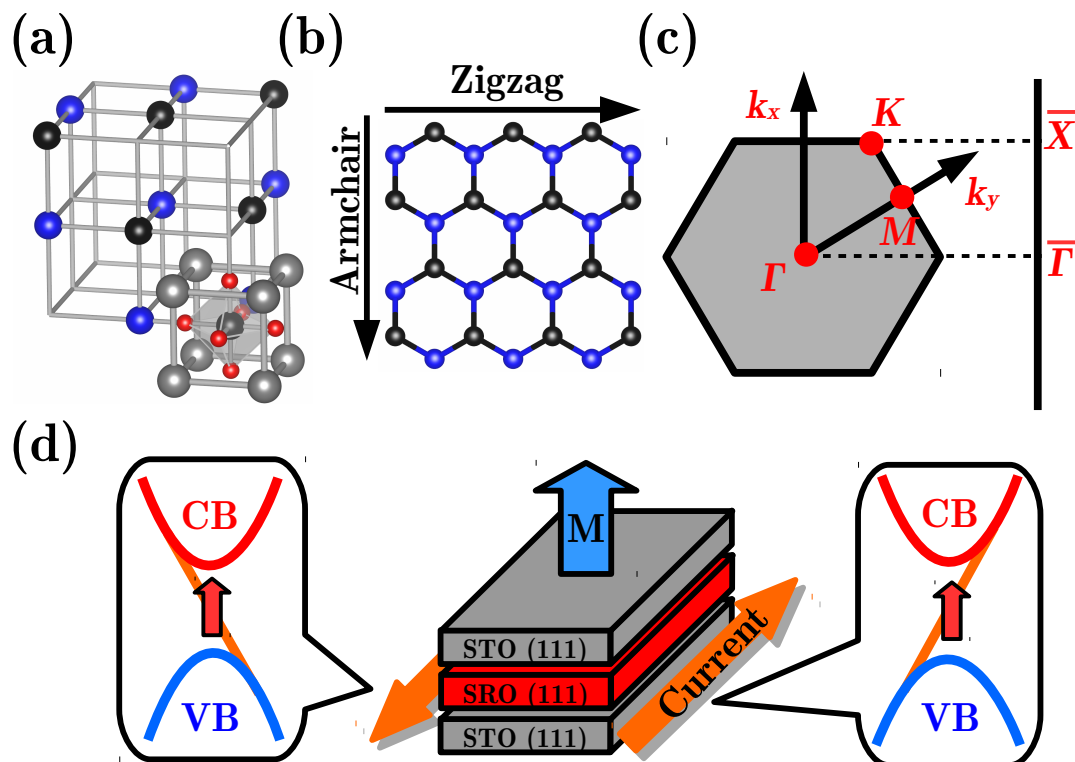 (a)
(b)
(c)
Zigzag
Armchair
kx
K
X̅
ky
M
Γ
Γ̅
(d)
CB
VB
M
STO (111)
SRO (111)
STO (111)
Current
CB
VB